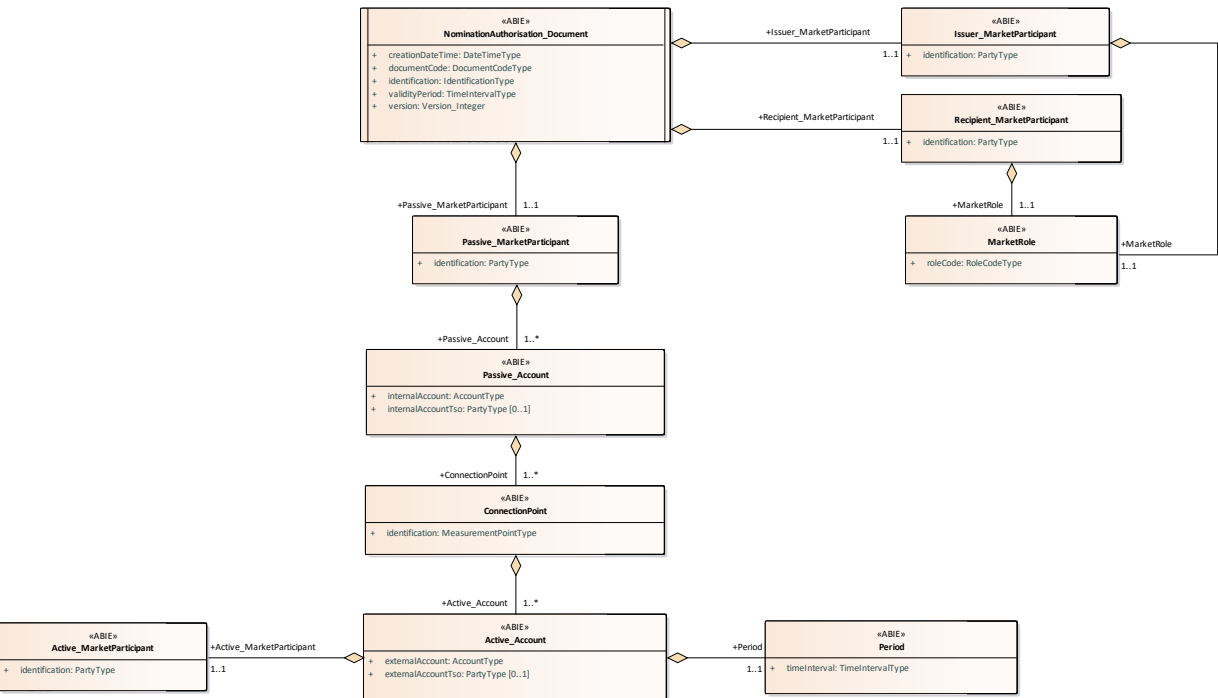 «ABIE»
NominationAuthorisation_Document
+ creationDateTime: DateTimeType
+ documentCode: DocumentCodeType
+ identification: IdentificationType
+ validityPeriod: TimeIntervalType
+ version: Version_Integer
+Issuer_MarketParticipant
1..1
«ABIE»
Issuer_MarketParticipant
+ identification: PartyType
+Recipient_MarketParticipant
1..1
«ABIE»
Recipient_MarketParticipant
+ identification: PartyType
+MarketRole 1..1
«ABIE»
MarketRole
+ roleCode: RoleCodeType
+MarketRole
1..1
+Passive_MarketParticipant 1..1
«ABIE»
Passive_MarketParticipant
+ identification: PartyType
+Passive_Account 1..*
«ABIE»
Passive_Account
+ internalAccount: AccountType
+ internalAccountTso: PartyType [0..1]
+ConnectionPoint 1..*
«ABIE»
ConnectionPoint
+ identification: MeasurementPointType
+Active_Account 1..*
«ABIE»
Active_Account
+ externalAccount: AccountType
+ externalAccountTso: PartyType [0..1]
«ABIE»
Active_MarketParticipant
+ identification: PartyType
+Active_MarketParticipant
1..1
+Period
1..1
«ABIE»
Period
+ timeInterval: TimeIntervalType